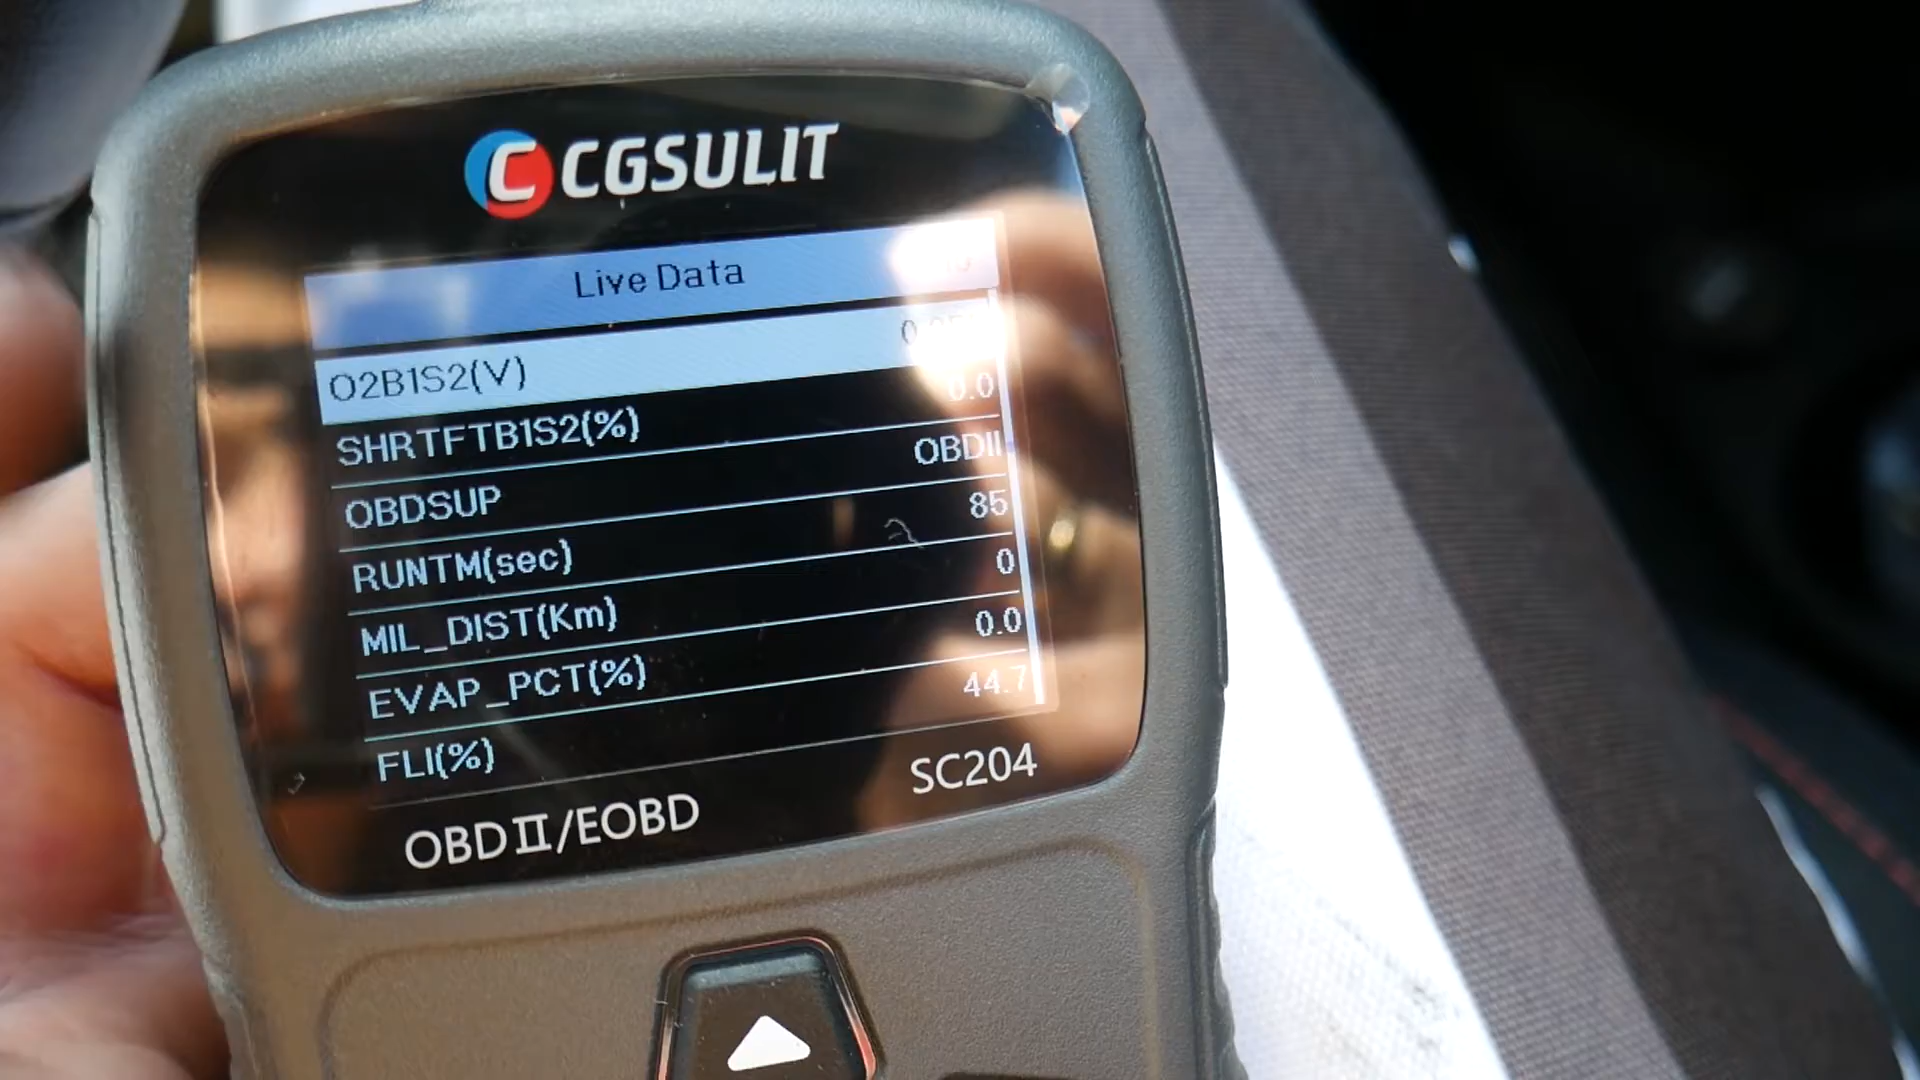 CGSULIT
Live Data
O2B1S2(V)
SHRTFTB1S2(%) 0.0
OBDSUP OBDII
RUNTM(sec) 85
MIL_DIST(Km) 0
EVAP_PCT(%) 0.0
FLI(%) 44.7
OBDII/EOBD SC204